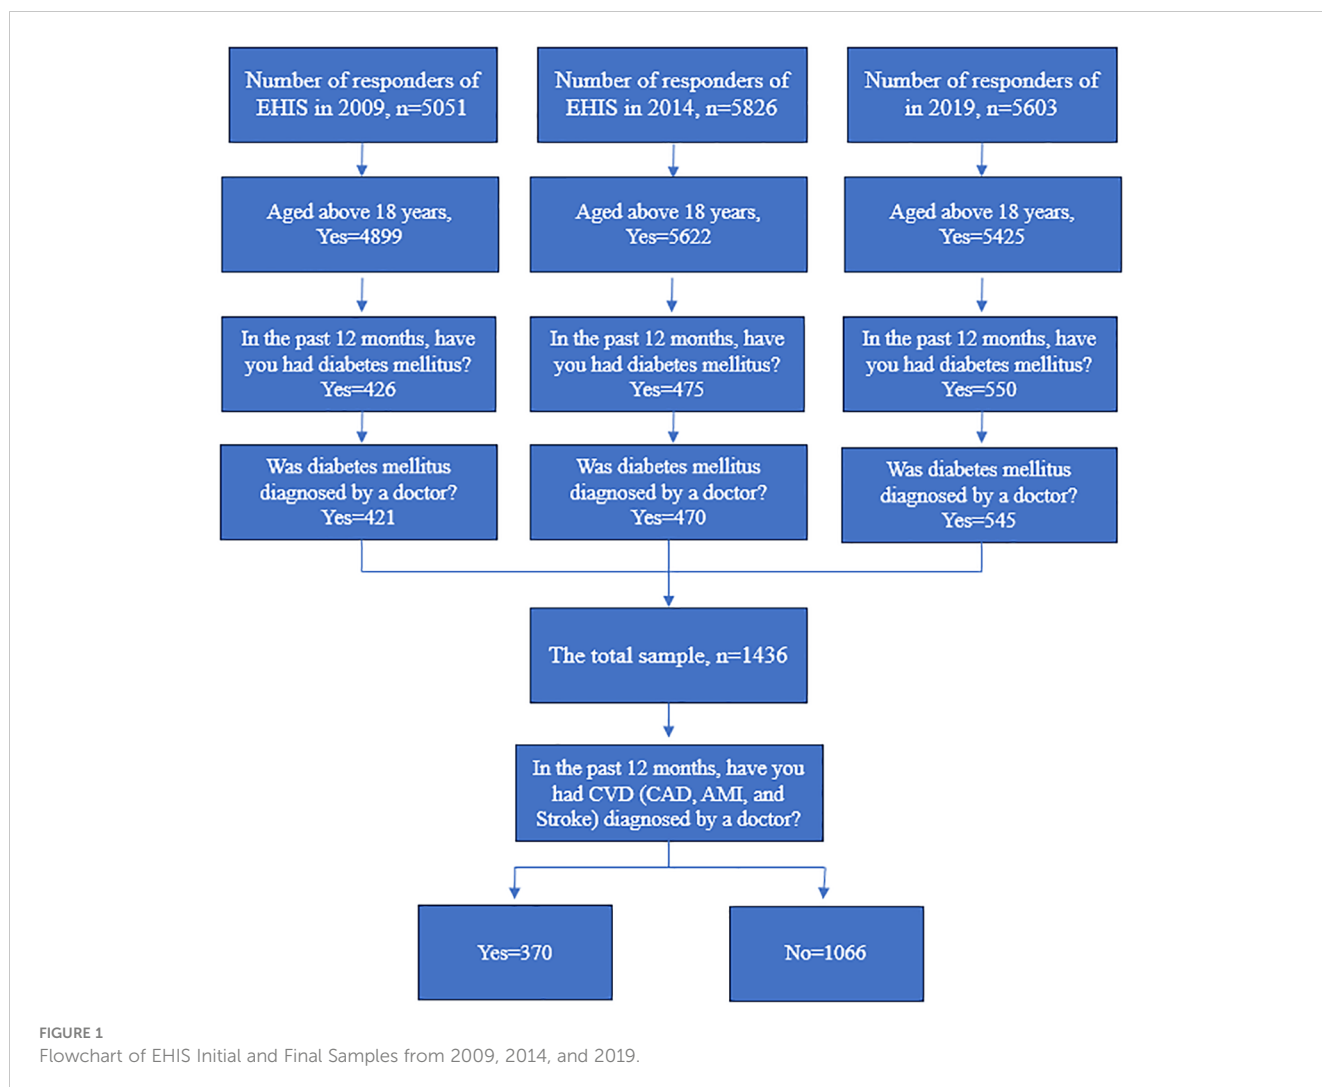 Number of responders of
EHIS in 2009, n=5051
Number of responders of
EHIS in 2014, n=5826
Number of responders of
in 2019, n=5603
Aged above 18 years,
Yes=4899
Aged above 18 years,
Yes=5622
Aged above 18 years,
Yes=5425
In the past 12 months, have
you had diabetes mellitus?
Yes=426
In the past 12 months, have
you had diabetes mellitus?
Yes=475
In the past 12 months, have
you had diabetes mellitus?
Yes=550
Was diabetes mellitus
diagnosed by a doctor?
Yes=421
Was diabetes mellitus
diagnosed by a doctor?
Yes=470
Was diabetes mellitus
diagnosed by a doctor?
Yes=545
The total sample, n=1436
In the past 12 months, have you
had CVD (CAD, AMI, and
Stroke) diagnosed by a doctor?
Yes=370
No=1066
FIGURE 1
Flowchart of EHIS Initial and Final Samples from 2009, 2014, and 2019.